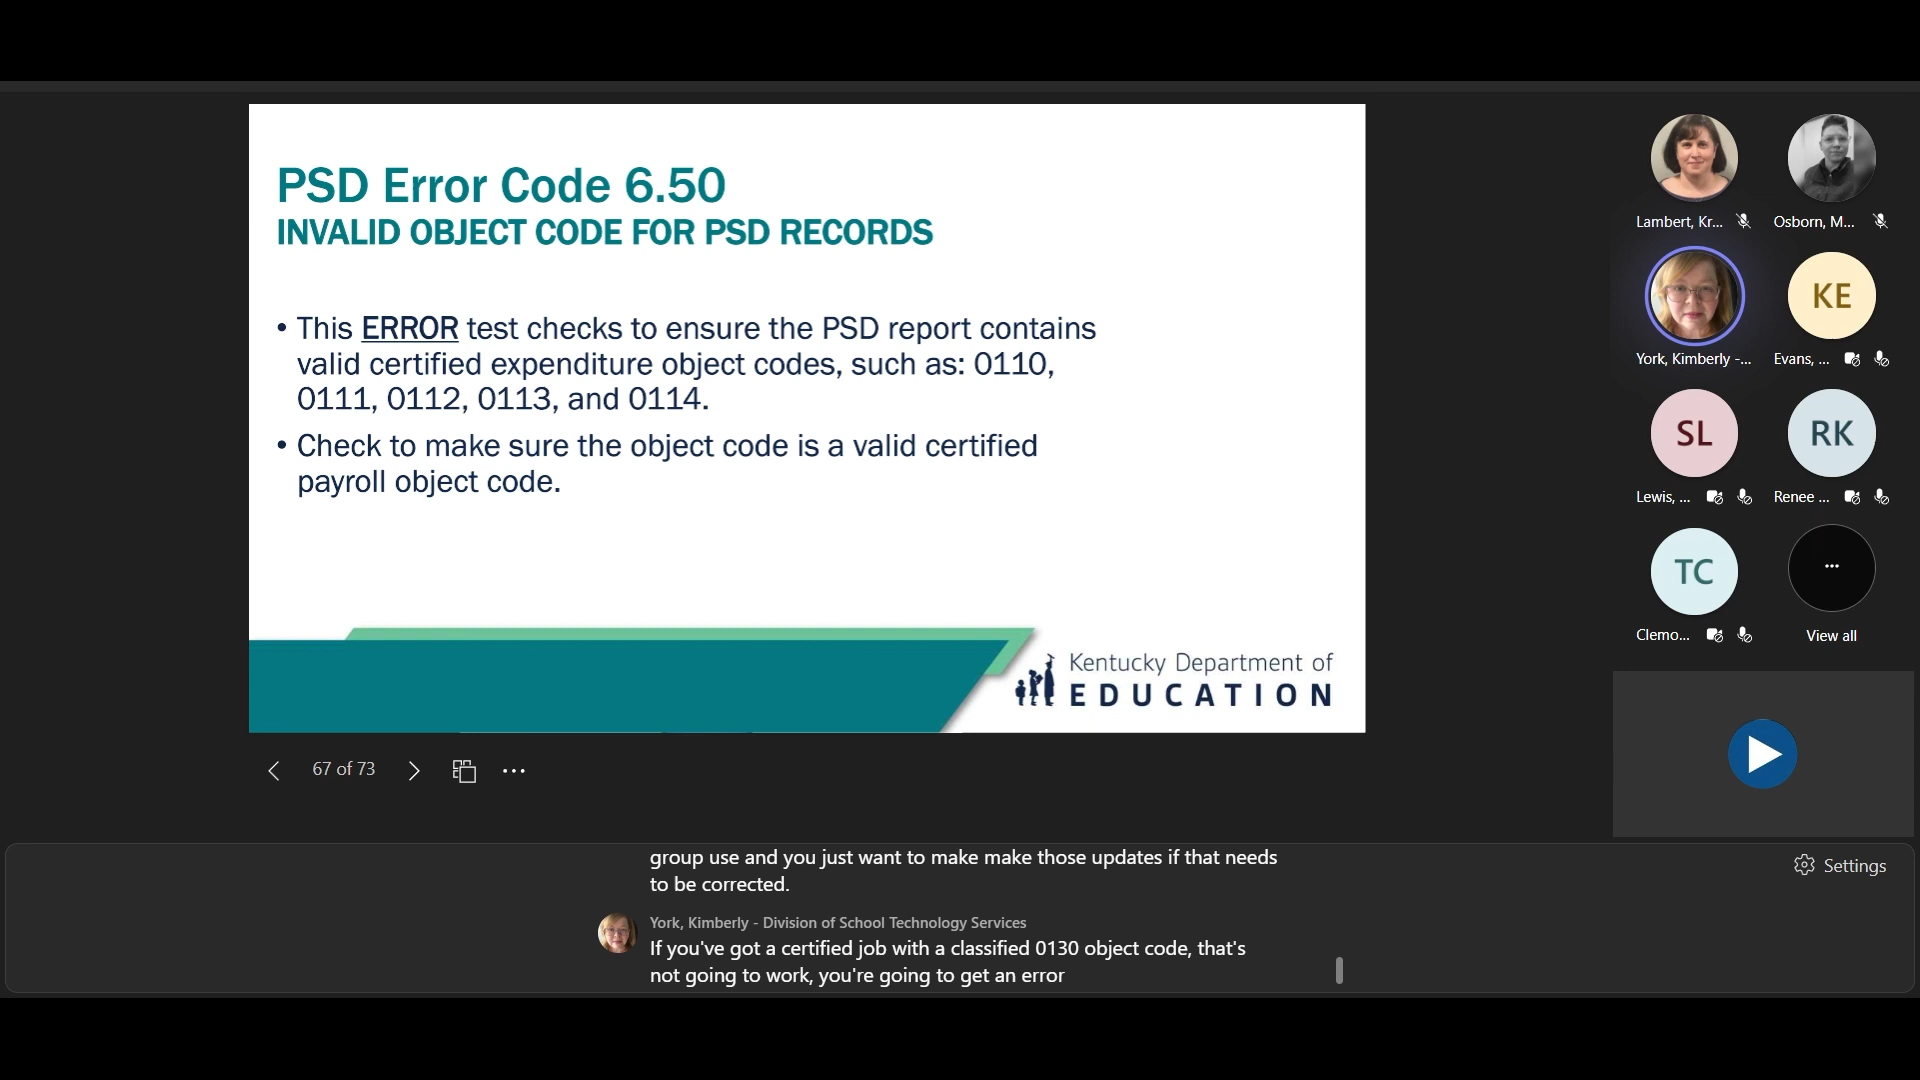 PSD Error Code 6.50
INVALID OBJECT CODE FOR PSD RECORDS
• This ERROR test checks to ensure the PSD report contains
valid certified expenditure object codes, such as: 0110,
0111, 0112, 0113, and 0114.
• Check to make sure the object code is a valid certified
payroll object code.
Kentucky Department of
EDUCATION
67 of 73
Lambert, Kr...
Osborn, M...
York, Kimberly -...
KE
Evans, ...
SL
Lewis, ...
RK
Renee ...
TC
Clemo...
...
View all
Settings
group use and you just want to make make those updates if that needs
to be corrected.
York, Kimberly - Division of School Technology Services
If you've got a certified job with a classified 0130 object code, that's
not going to work, you're going to get an error